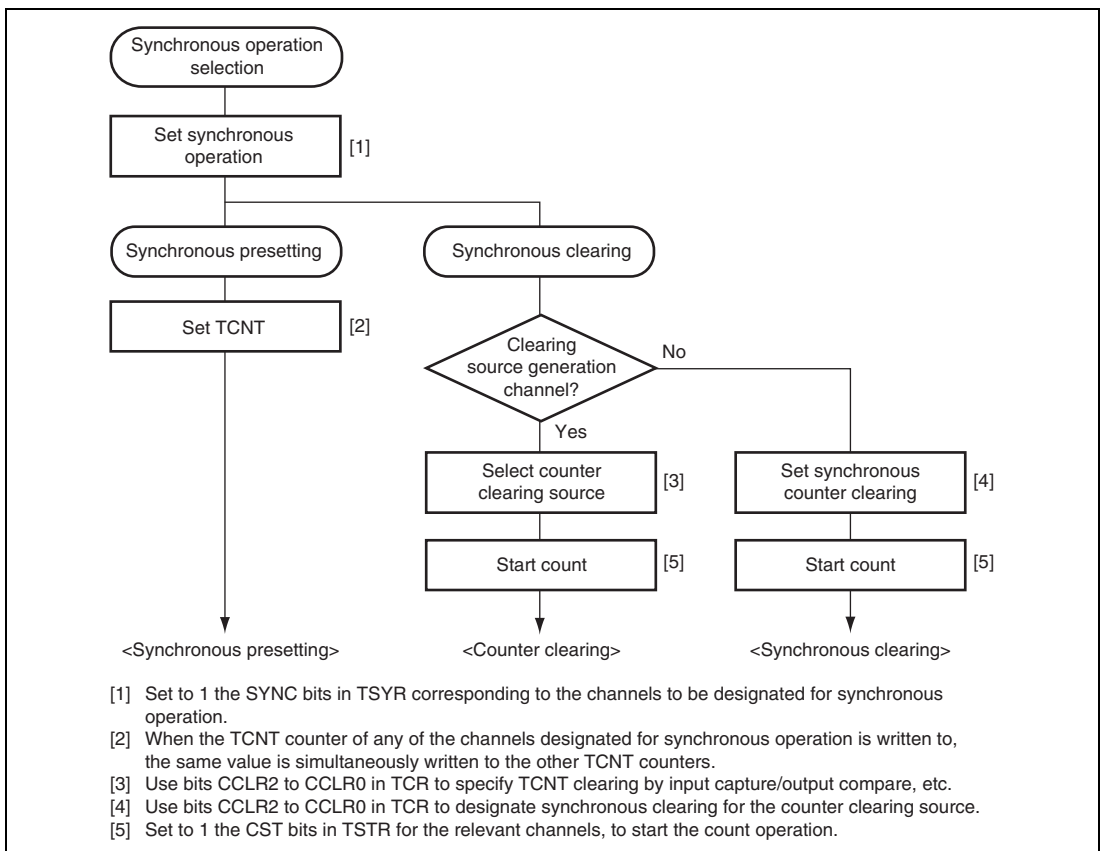 Synchronous operation
selection
Set synchronous
operation
[1]
Synchronous presetting
Synchronous clearing
Set TCNT
[2]
Clearing
source generation
channel?
No
Yes
Select counter
clearing source
[3]
Set synchronous
counter clearing
[4]
Start count
[5]
Start count
[5]
<Synchronous presetting>
<Counter clearing>
<Synchronous clearing>
[1] Set to 1 the SYNC bits in TSYR corresponding to the channels to be designated for synchronous
operation.
[2] When the TCNT counter of any of the channels designated for synchronous operation is written to,
the same value is simultaneously written to the other TCNT counters.
[3] Use bits CCLR2 to CCLR0 in TCR to specify TCNT clearing by input capture/output compare, etc.
[4] Use bits CCLR2 to CCLR0 in TCR to designate synchronous clearing for the counter clearing source.
[5] Set to 1 the CST bits in TSTR for the relevant channels, to start the count operation.